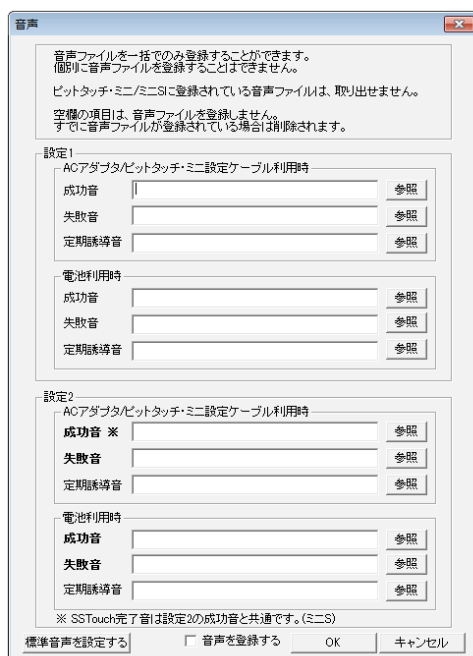 音声
音声ファイルを一括でのみ登録することができます。
個別に音声ファイルを登録することはできません。
ピットタッチ・ミニ/ミニSに登録されている音声ファイルは、取り出せません。
空欄の項目は、音声ファイルを登録しません。
すでに音声ファイルが登録されている場合は削除されます。
設定1
ACアダプタ/ピットタッチ・ミニ設定ケーブル利用時
成功音 参照
失敗音 参照
定期誘導音 参照
電池利用時
成功音 参照
失敗音 参照
定期誘導音 参照
設定2
ACアダプタ/ピットタッチ・ミニ設定ケーブル利用時
成功音 ※ 参照
失敗音 参照
定期誘導音 参照
電池利用時
成功音 参照
失敗音 参照
定期誘導音 参照
※ SSTouch完了音は設定2の成功音と共通です。(ミニS)
標準音声を設定する 音声を登録する OK キャンセル